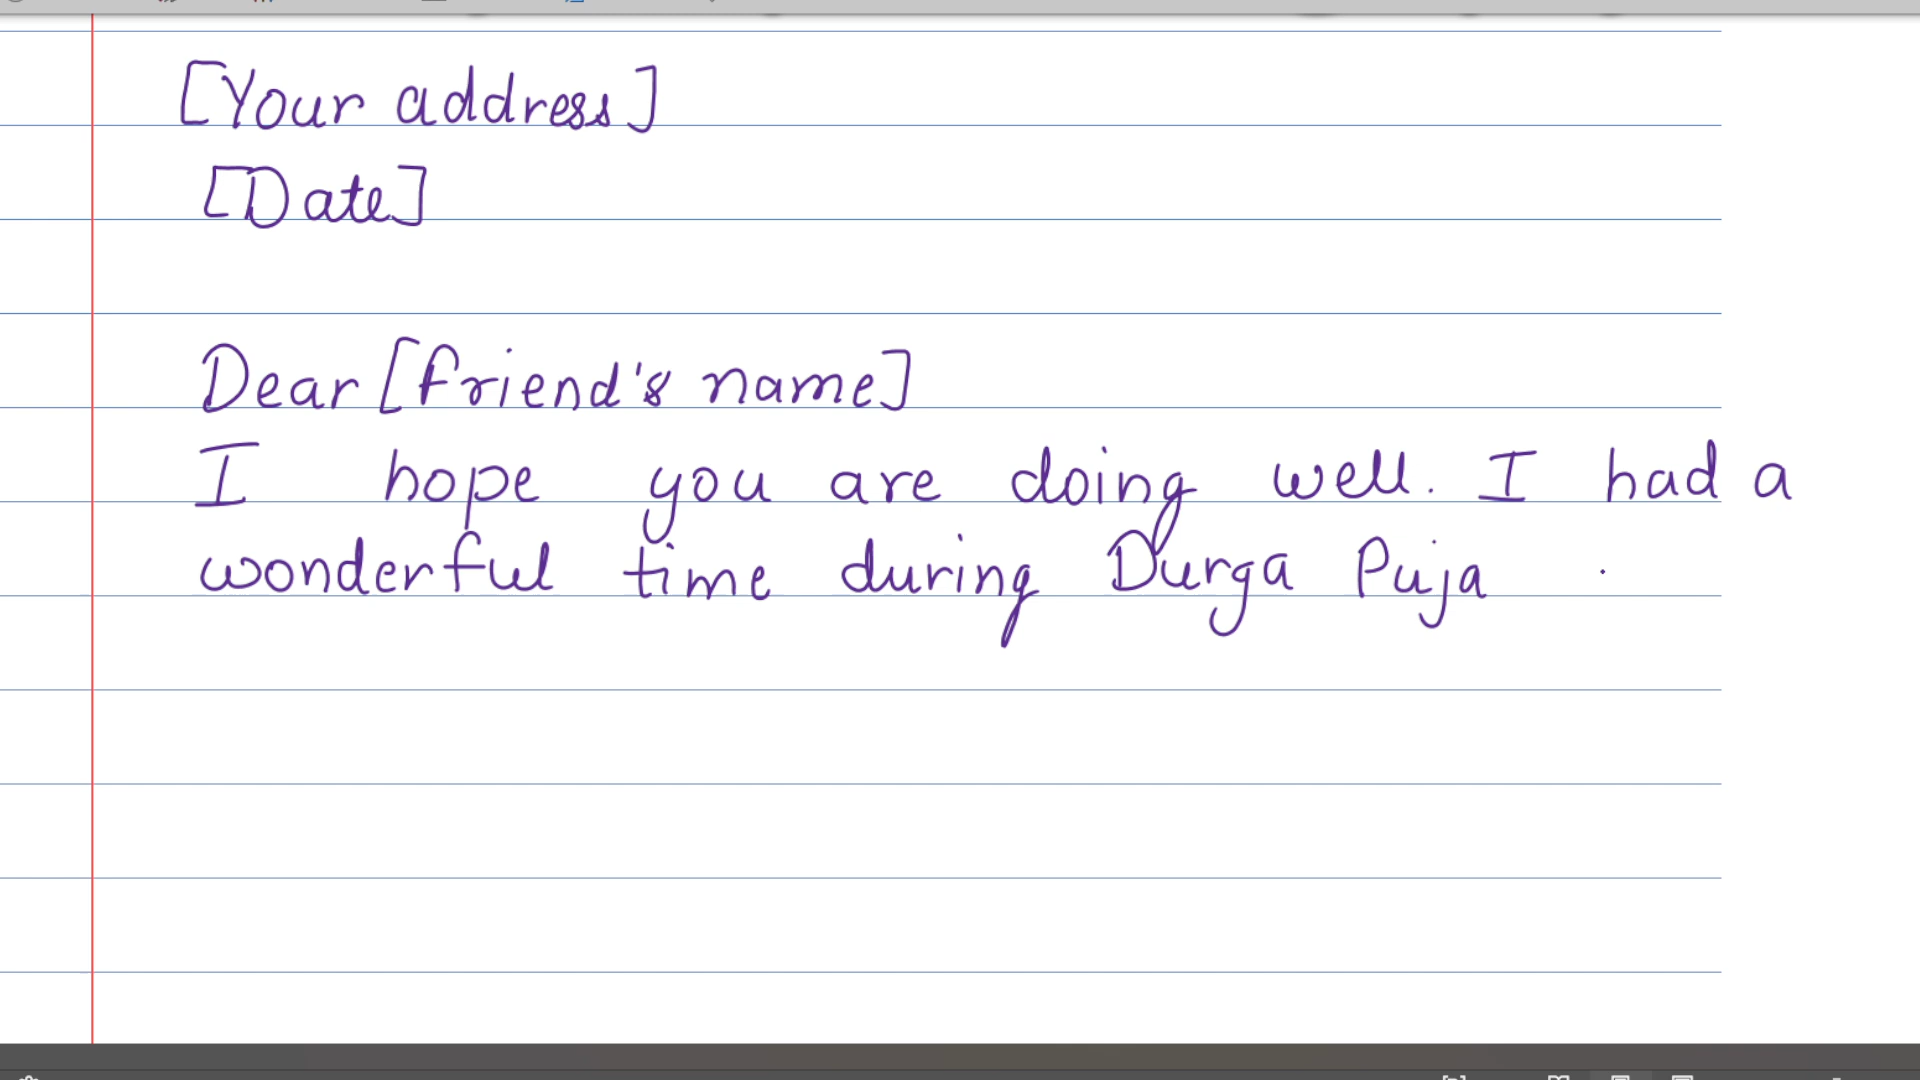 [Your address]
[Date]
Dear [friend's name]
I hope you are doing well. I had a
wonderful time during Durga Puja .